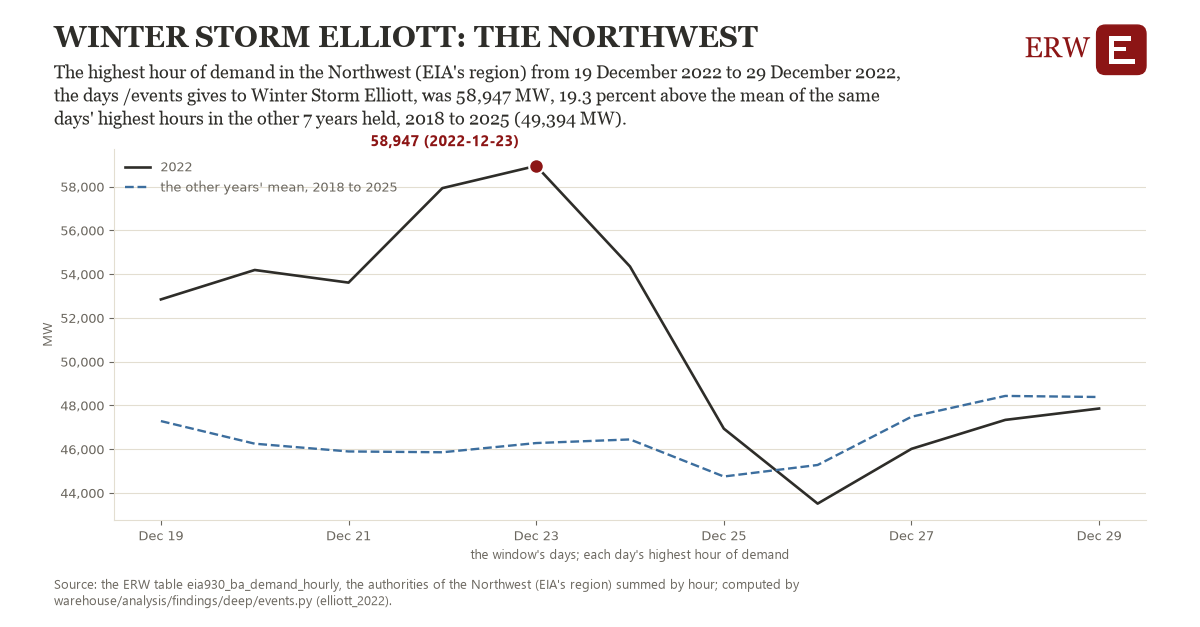 WINTER STORM ELLIOTT: THE NORTHWEST
ERW E
The highest hour of demand in the Northwest (EIA's region) from 19 December 2022 to 29 December 2022,
the days /events gives to Winter Storm Elliott, was 58,947 MW, 19.3 percent above the mean of the same
days' highest hours in the other 7 years held, 2018 to 2025 (49,394 MW).
58,947 (2022-12-23)
2022
the other years' mean, 2018 to 2025
58,000
56,000
54,000
52,000
50,000
48,000
46,000
44,000
MW
Dec 19 Dec 21 Dec 23 Dec 25 Dec 27 Dec 29
the window's days; each day's highest hour of demand
Source: the ERW table eia930_ba_demand_hourly, the authorities of the Northwest (EIA's region) summed by hour; computed by
warehouse/analysis/findings/deep/events.py (elliott_2022).